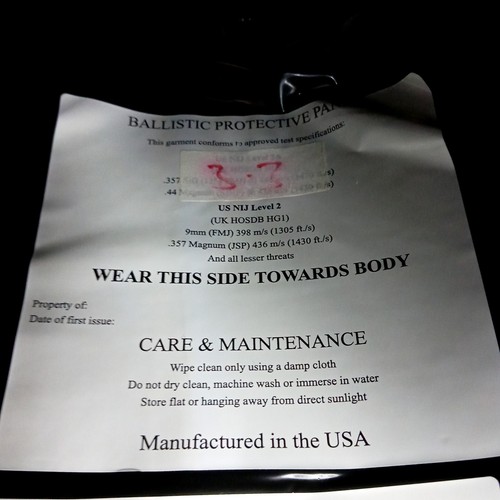 BALLISTIC PROTECTIVE
This garment conforms to approved test specifications:
3.3
.357
.44
US NIJ Level 2
(UK HOSDB HG1)
9mm (FMJ) 398 m/s (1305 ft./s)
.357 Magnum (JSP) 436 m/s (1430 ft./s)
And all lesser threats
WEAR THIS SIDE TOWARDS BODY
Property of:
Date of first issue:
CARE & MAINTENANCE
Wipe clean only using a damp cloth
Do not dry clean, machine wash or immerse in water
Store flat or hanging away from direct sunlight
Manufactured in the USA